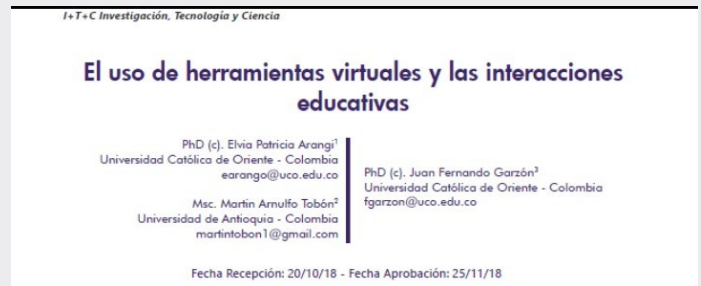 I+T+C Investigación, Tecnología y Ciencia
El uso de herramientas virtuales y las interacciones
educativas
PhD (c). Elvia Patricia Arangi¹
Universidad Católica de Oriente - Colombia
earango@uco.edu.co
Msc. Martin Arnulfo Tobón²
Universidad de Antioquia - Colombia
martintobon1@gmail.com
PhD (c). Juan Fernando Garzón³
Universidad Católica de Oriente - Colombia
fgarzon@uco.edu.co
Fecha Recepción: 20/10/18 - Fecha Aprobación: 25/11/18